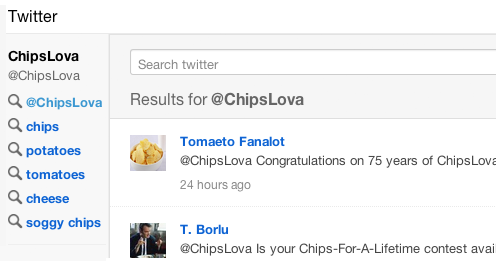 Twitter
ChipsLova
@ChipsLova
@ChipsLova
chips
potatoes
tomatoes
cheese
soggy chips
Search twitter
Results for @ChipsLova
Tomaeto Fanalot
@ChipsLova Congratulations on 75 years of ChipsLova
24 hours ago
T. Borlu
@ChipsLova Is your Chips-For-A-Lifetime contest avai